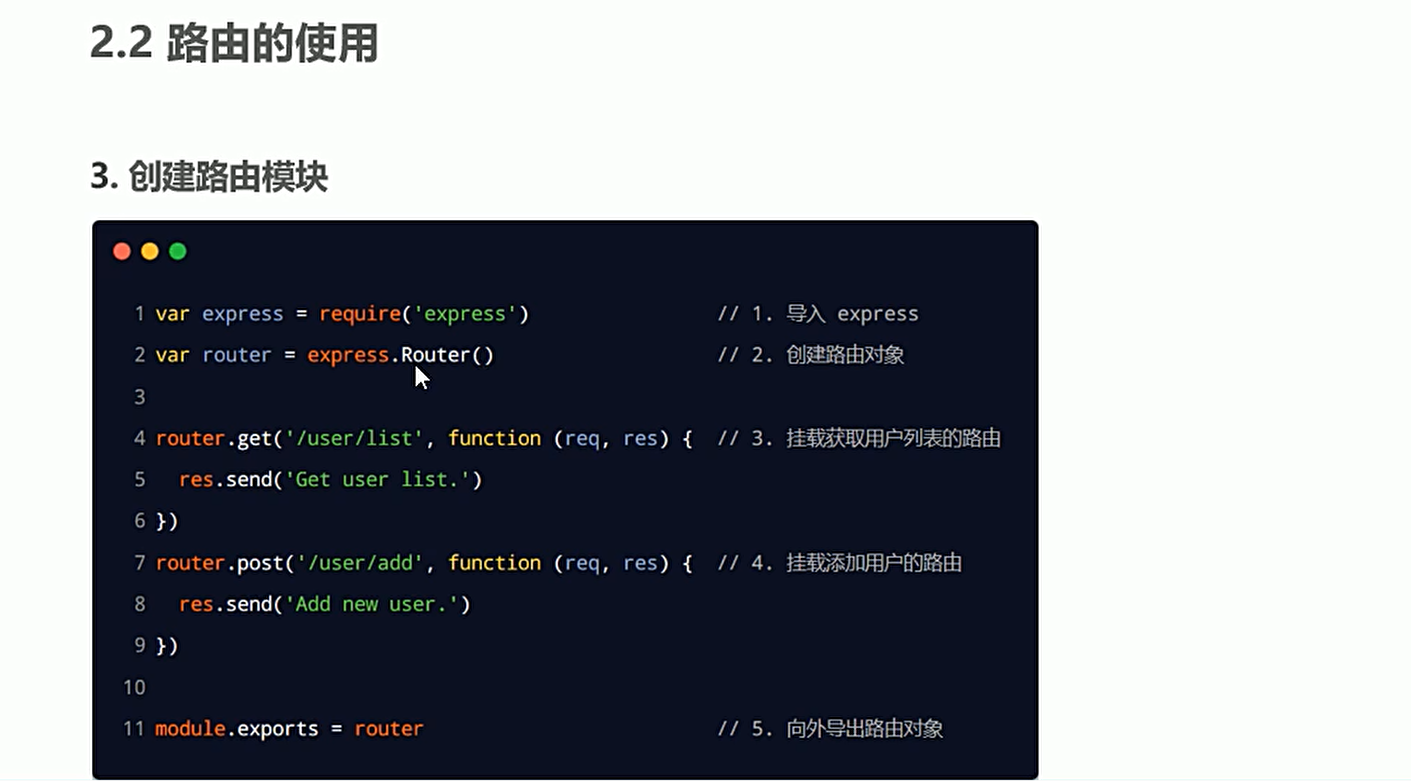 2.2 路由的使用
3. 创建路由模块
1 var express = require('express') // 1. 导入 express
2 var router = express.Router() // 2. 创建路由对象
3
4 router.get('/user/list', function (req, res) { // 3. 挂载获取用户列表的路由
5 res.send('Get user list.')
6 })
7 router.post('/user/add', function (req, res) { // 4. 挂载添加用户的路由
8 res.send('Add new user.')
9 })
10
11 module.exports = router // 5. 向外导出路由对象